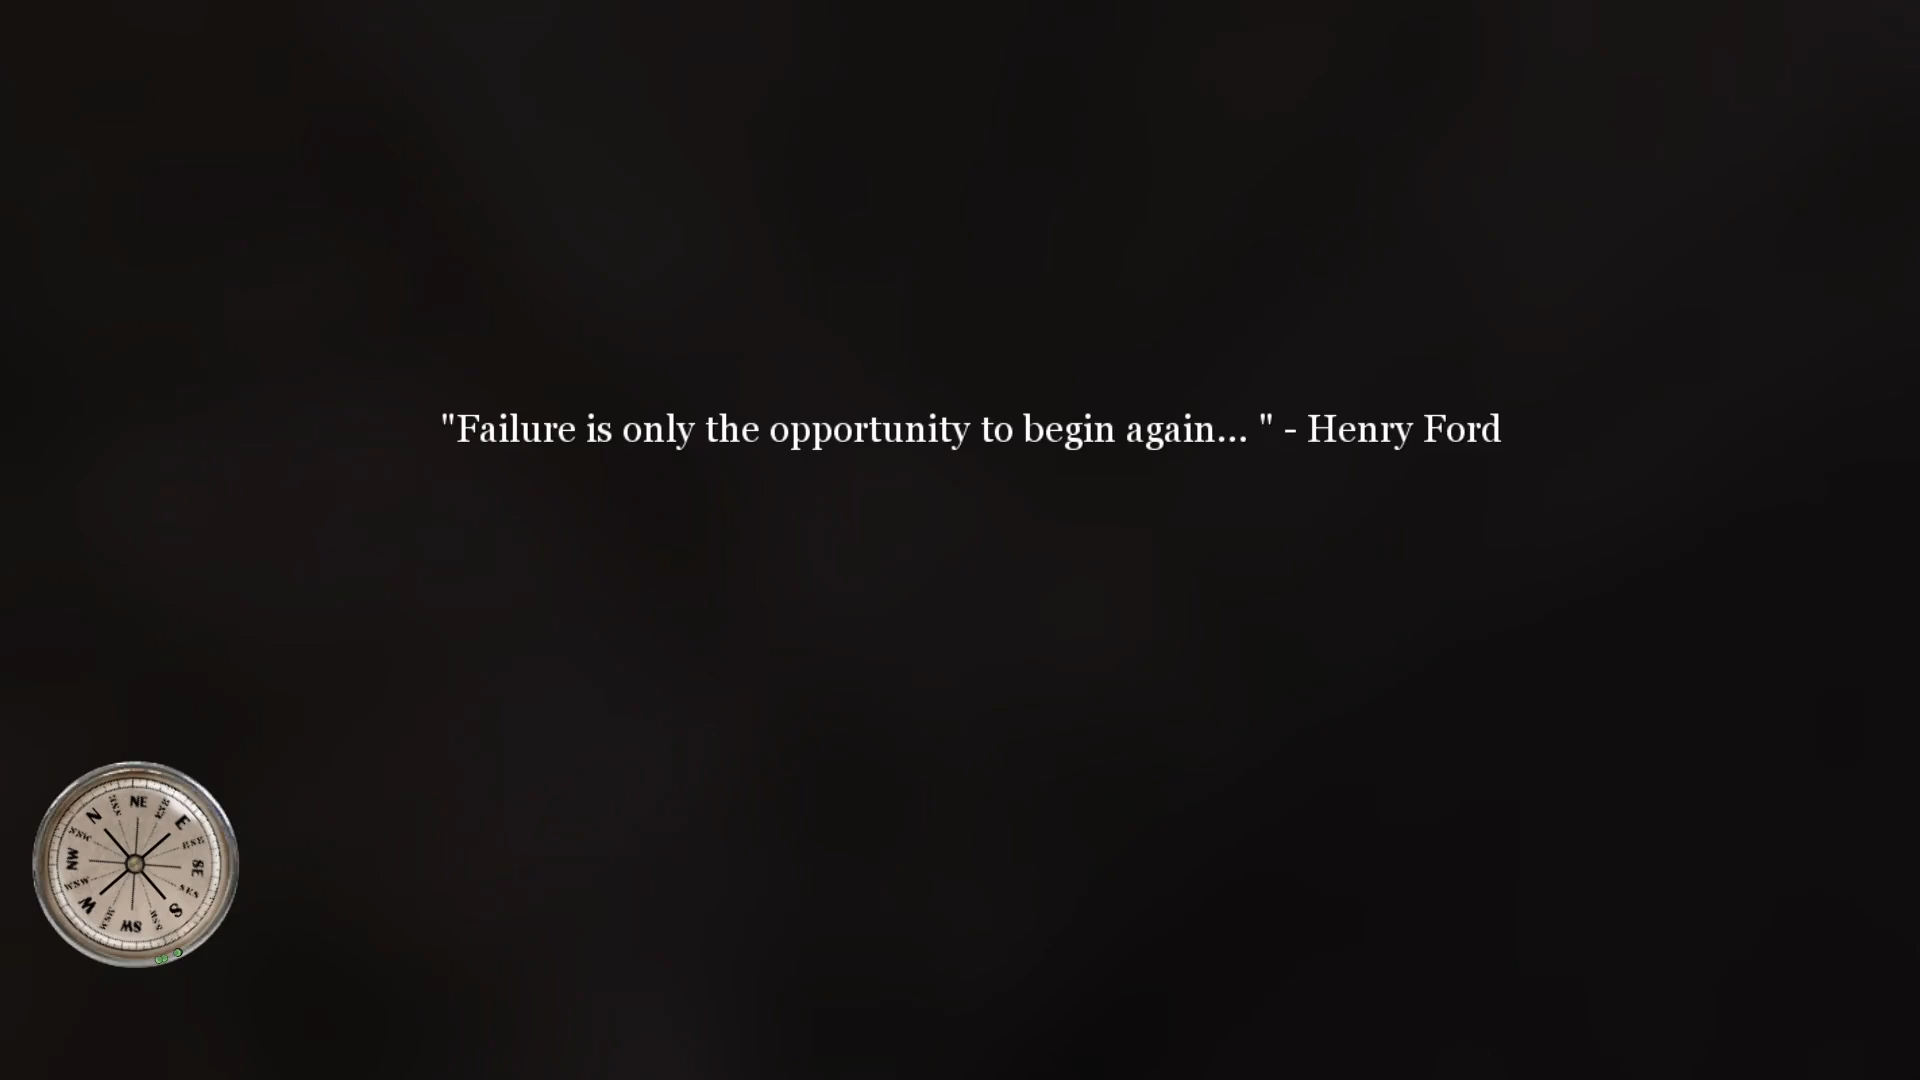 "Failure is only the opportunity to begin again... " - Henry Ford
N
NE
E
SE
S
SW
W
NW